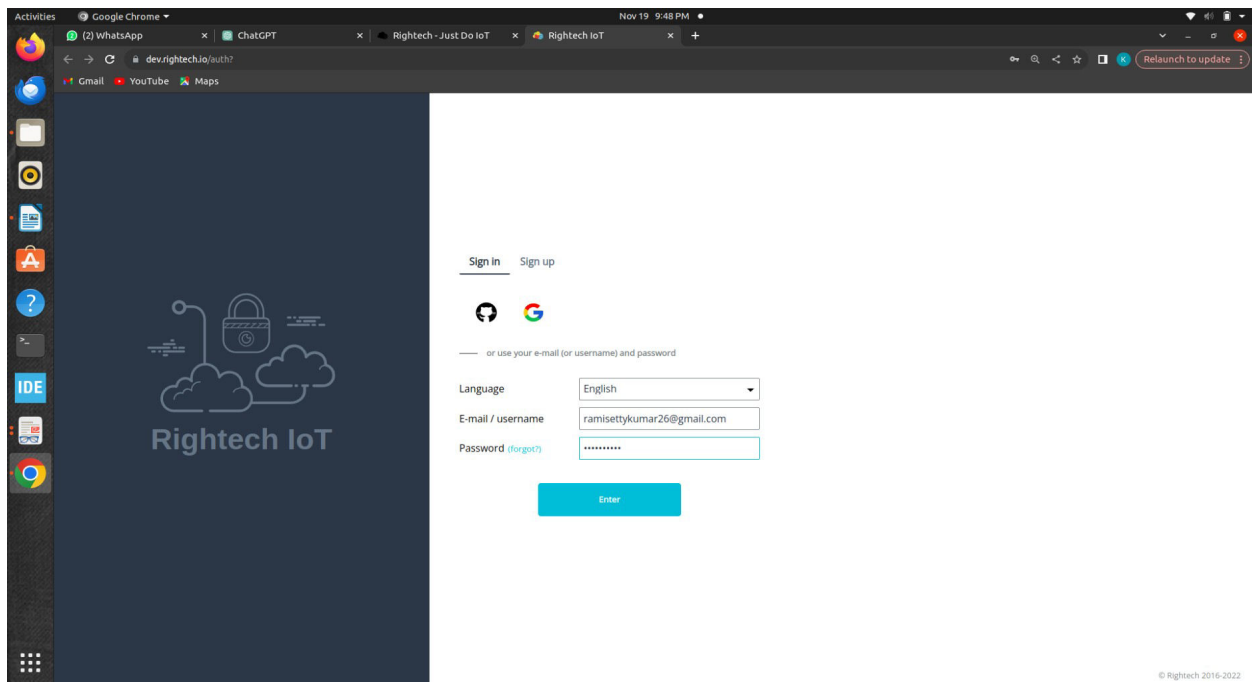 Activities Google Chrome Nov 19 9:48 PM
(2) WhatsApp ChatGPT Rightech - Just Do IoT Rightech IoT
dev.rightech.io/auth? K Relaunch to update
Gmail YouTube Maps
Sign in Sign up
or use your e-mail (or username) and password
Language English
E-mail / username ramisettykumar26@gmail.com
Password (forgot?) ••••••••••
Enter
Rightech IoT
IDE
© Rightech 2016-2022